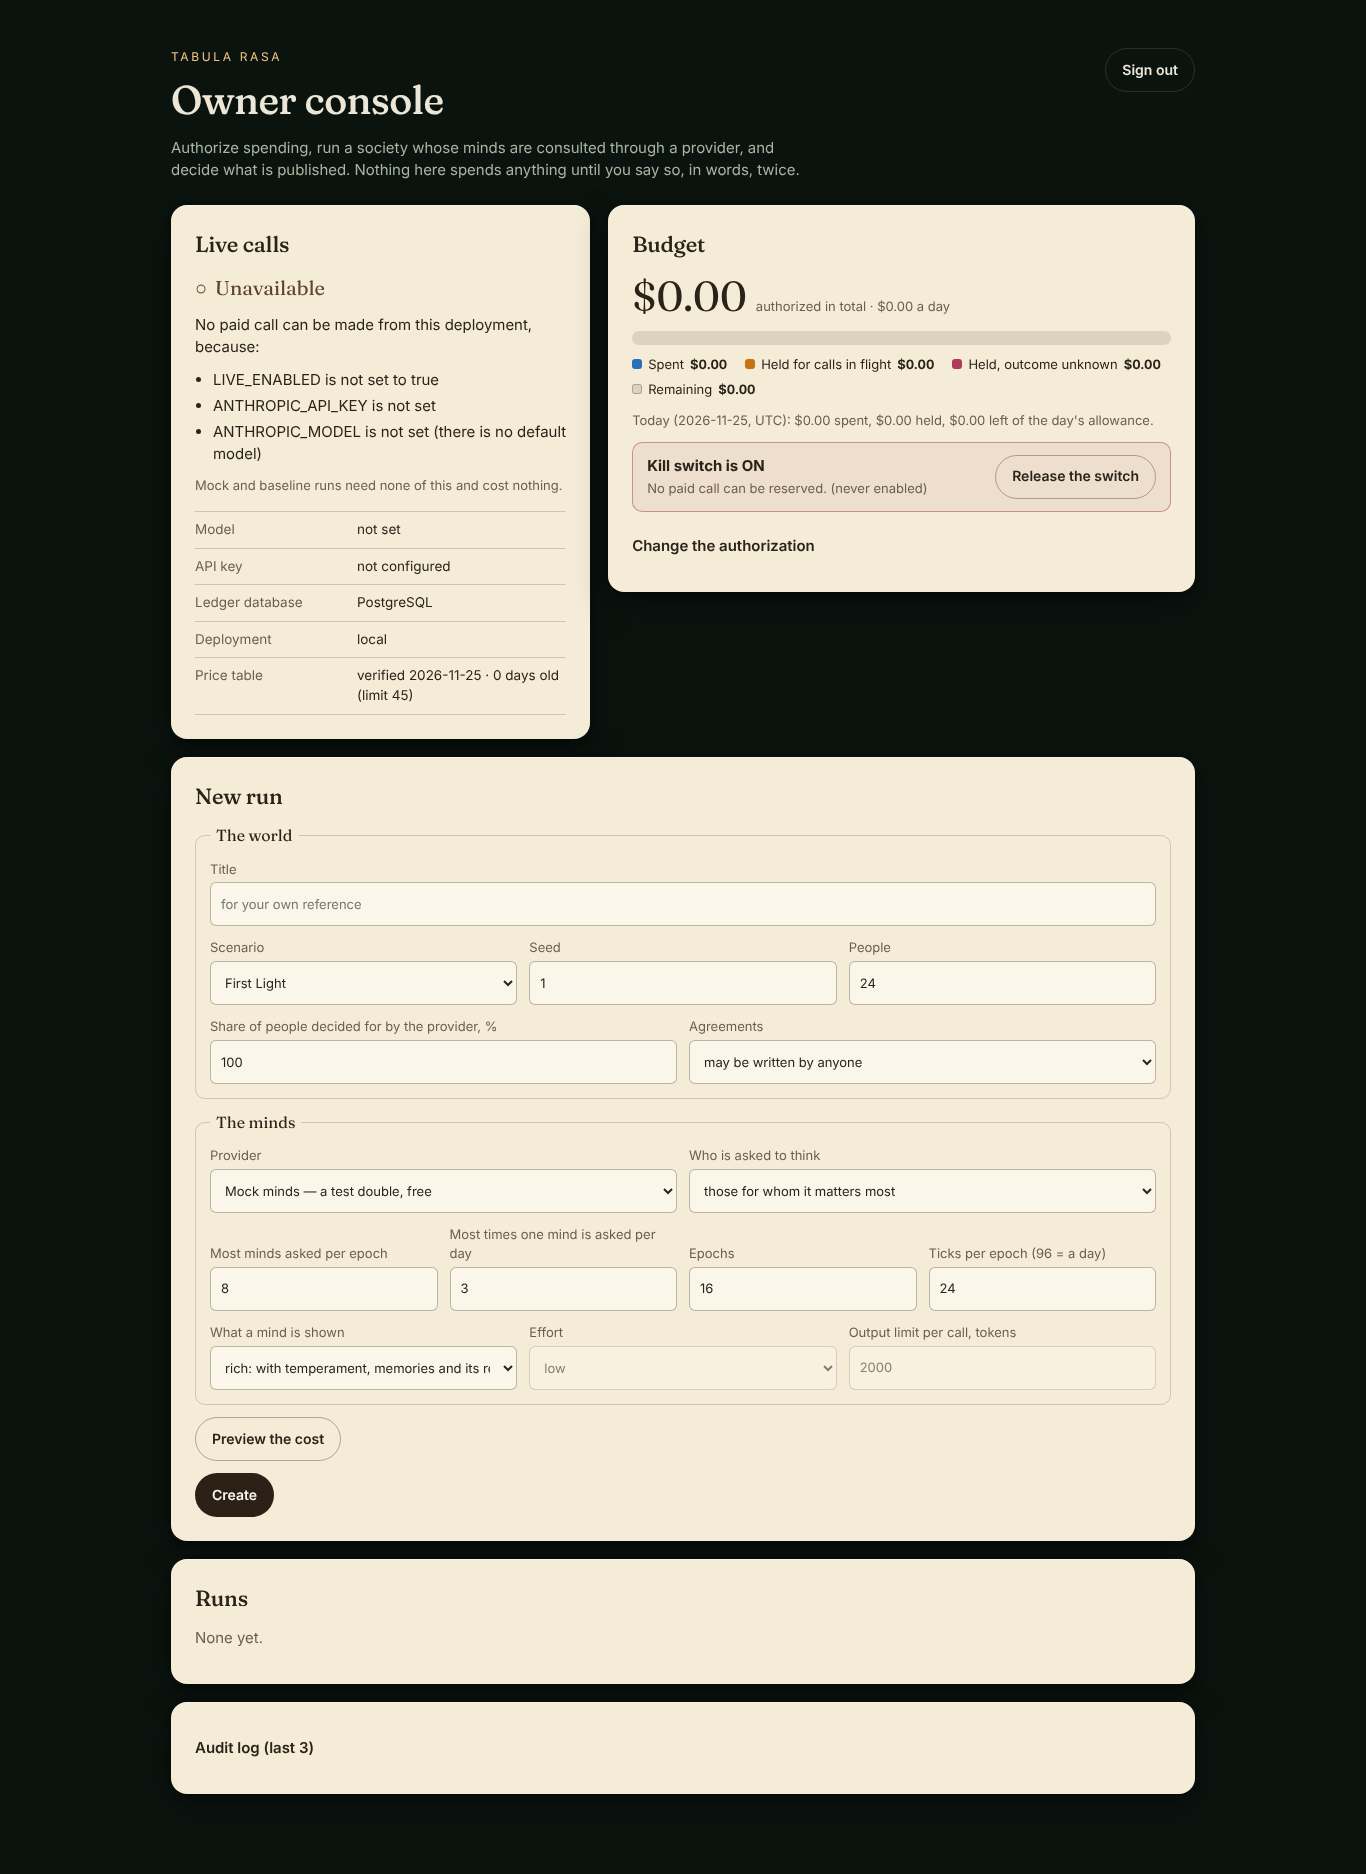 TABULA RASA
Owner console
Sign out
Authorize spending, run a society whose minds are consulted through a provider, and
decide what is published. Nothing here spends anything until you say so, in words, twice.
Live calls
Unavailable
No paid call can be made from this deployment,
because:
LIVE_ENABLED is not set to true
ANTHROPIC_API_KEY is not set
ANTHROPIC_MODEL is not set (there is no default
model)
Mock and baseline runs need none of this and cost nothing.
Model not set
API key not configured
Ledger database PostgreSQL
Deployment local
Price table verified 2026-11-25 · 0 days old
(limit 45)
Budget
$0.00 authorized in total · $0.00 a day
Spent $0.00 Held for calls in flight $0.00 Held, outcome unknown $0.00
Remaining $0.00
Today (2026-11-25, UTC): $0.00 spent, $0.00 held, $0.00 left of the day's allowance.
Kill switch is ON
No paid call can be reserved. (never enabled)
Release the switch
Change the authorization
New run
The world
Title
for your own reference
Scenario Seed People
First Light 1 24
Share of people decided for by the provider, % Agreements
100 may be written by anyone
The minds
Provider Who is asked to think
Mock minds — a test double, free those for whom it matters most
Most minds asked per epoch
Most times one mind is asked per
day
Epochs
Ticks per epoch (96 = a day)
8 3 16 24
What a mind is shown Effort Output limit per call, tokens
rich: with temperament, memories and its low 2000
Preview the cost
Create
Runs
None yet.
Audit log (last 3)